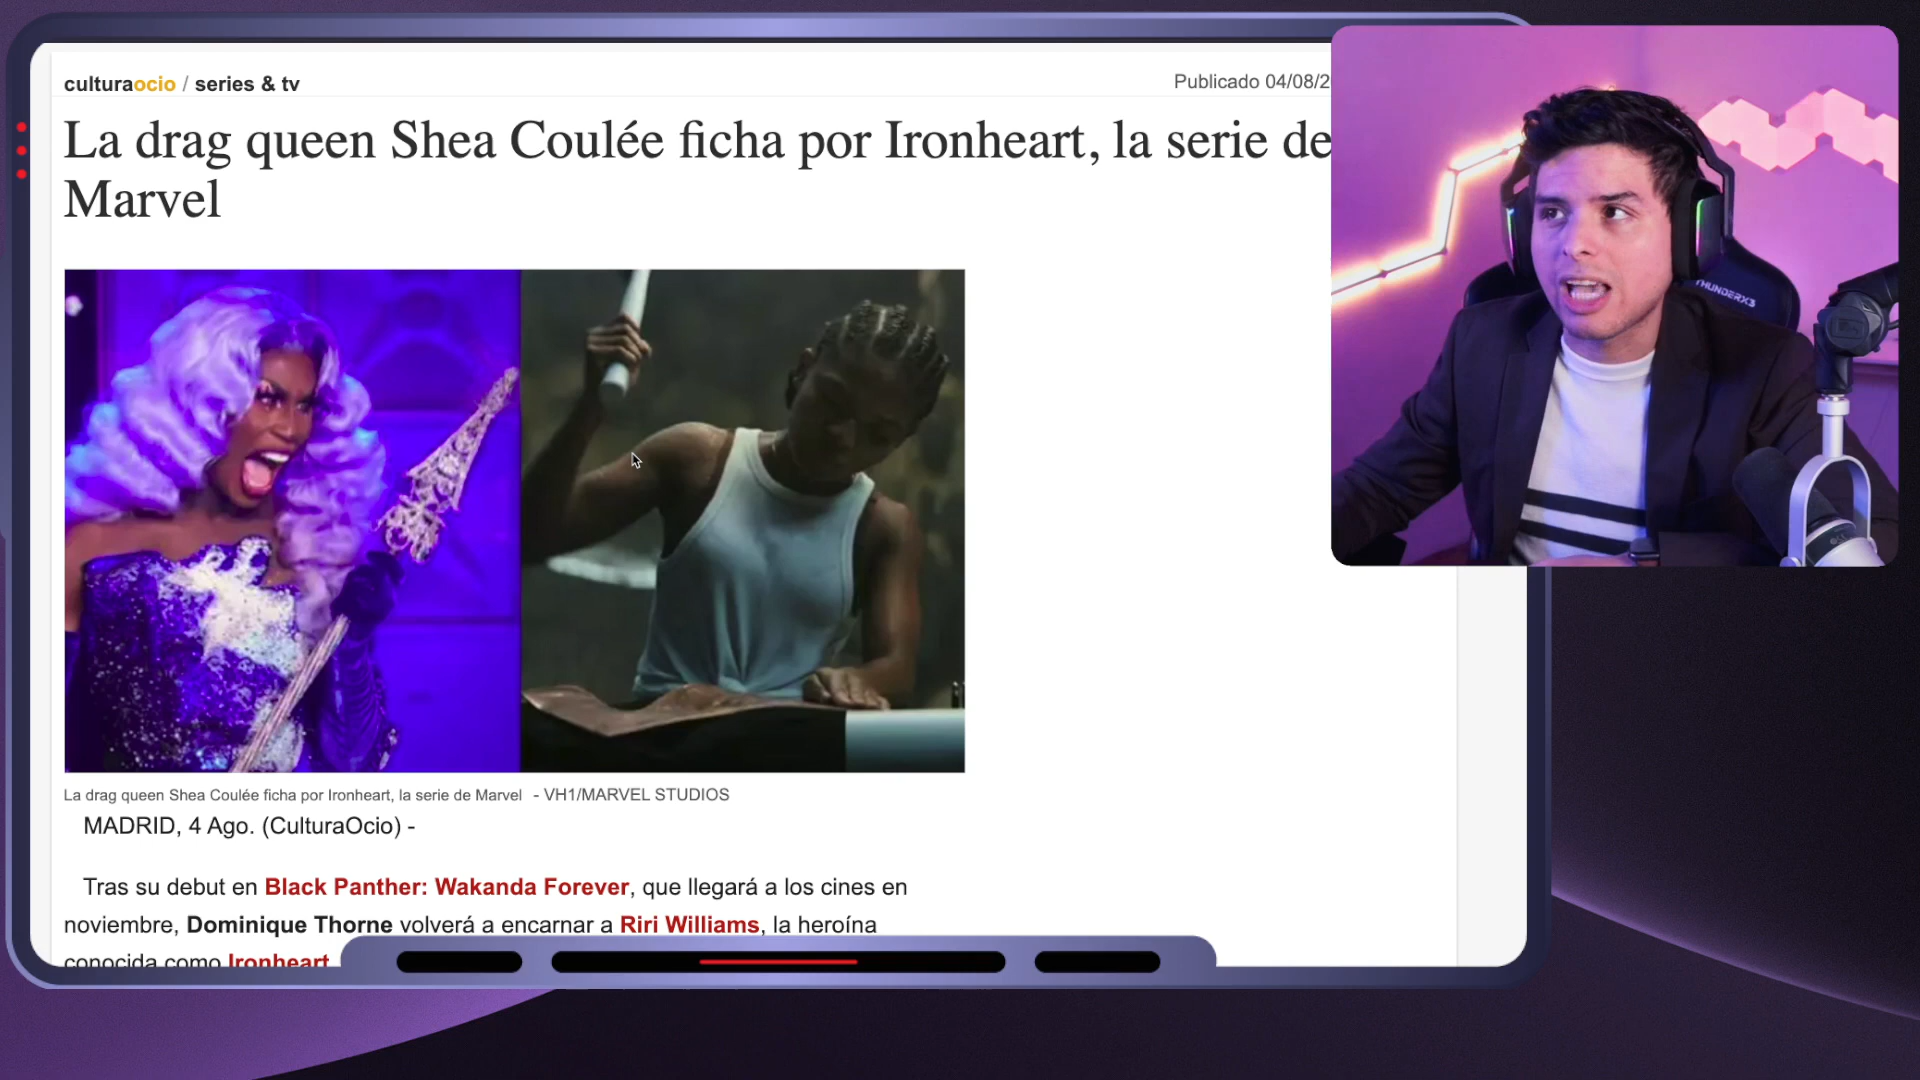 culturaocio / series & tv
Publicado 04/08/2
La drag queen Shea Coulée ficha por Ironheart, la serie de
Marvel
THUNDERX3
La drag queen Shea Coulée ficha por Ironheart, la serie de Marvel - VH1/MARVEL STUDIOS
MADRID, 4 Ago. (CulturaOcio) -
Tras su debut en Black Panther: Wakanda Forever, que llegará a los cines en
noviembre, Dominique Thorne volverá a encarnar a Riri Williams, la heroína
conocida como Ironheart